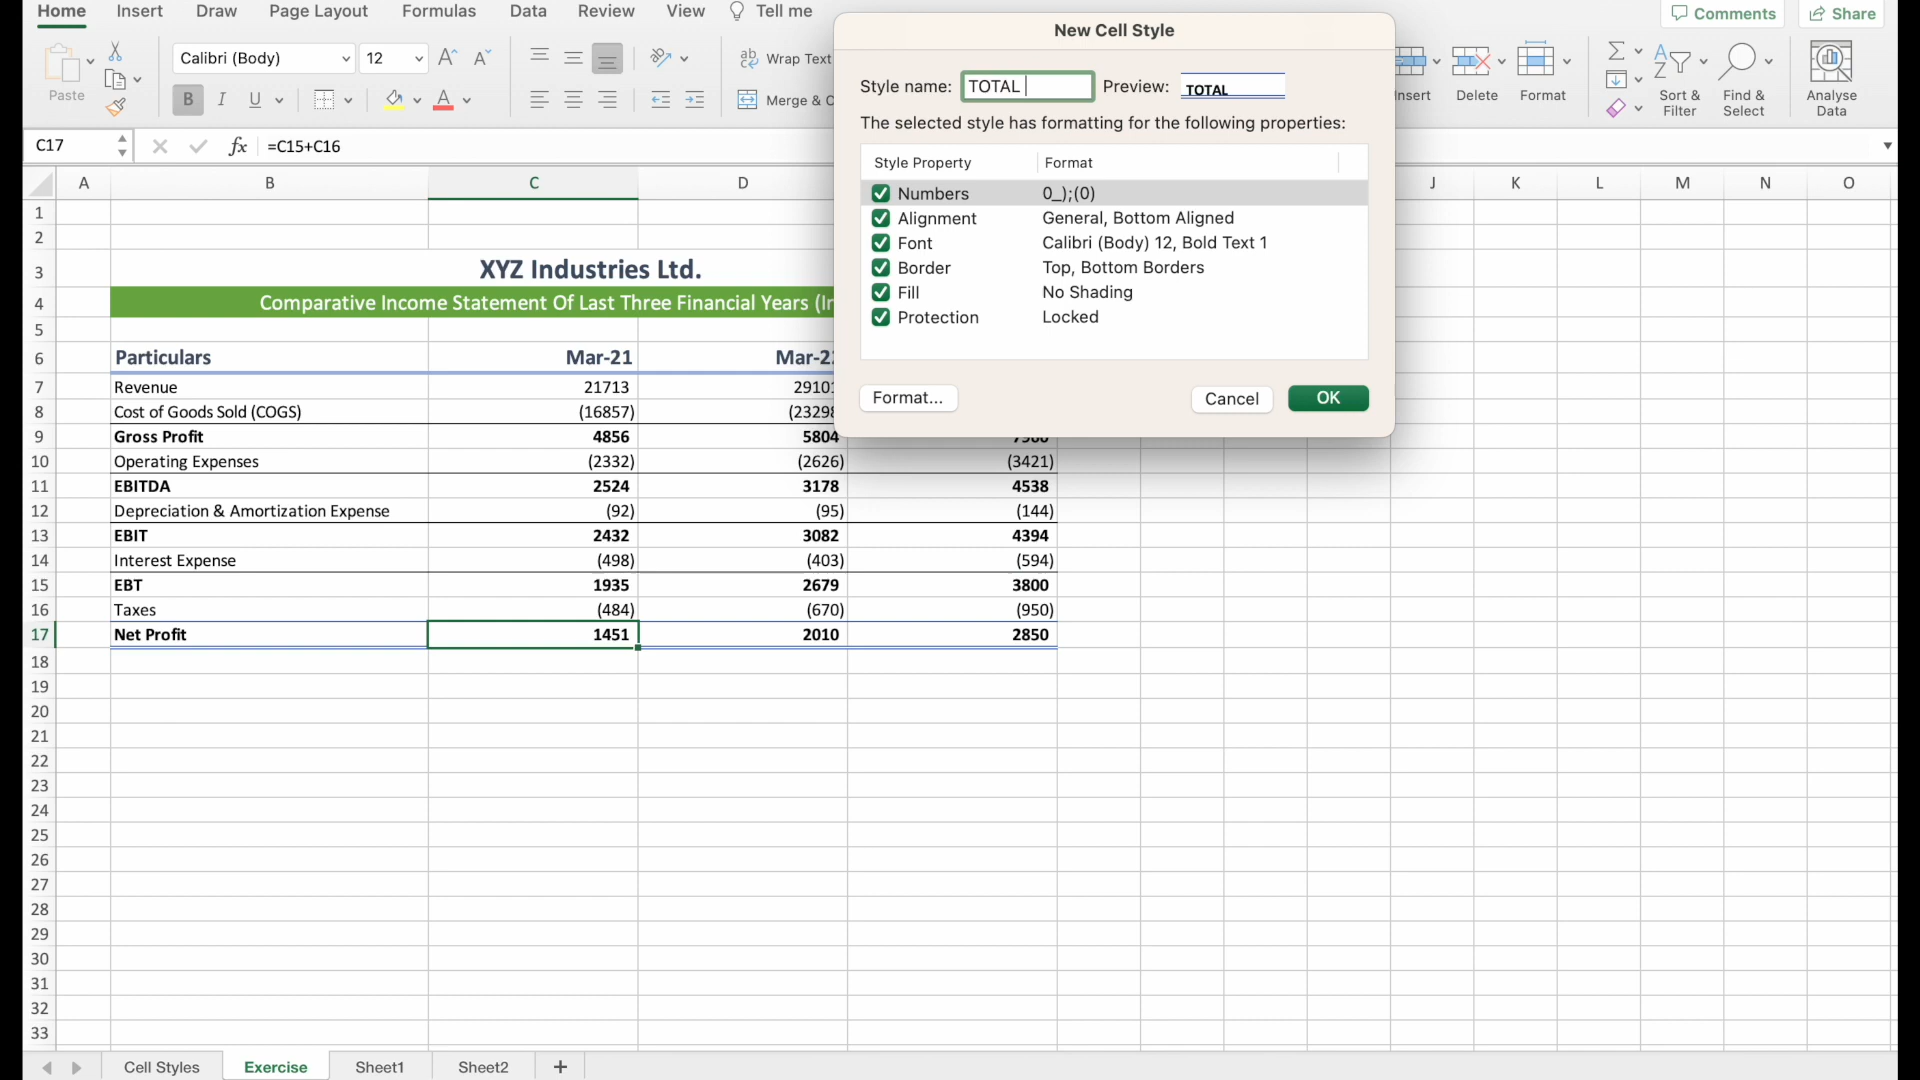 Home Insert Draw Page Layout Formulas Data Review View Tell me Comments Share
New Cell Style
Style name: TOTAL Preview: TOTAL
The selected style has formatting for the following properties:
Style Property Format
Numbers 0_);(0)
Alignment General, Bottom Aligned
Font Calibri (Body) 12, Bold Text 1
Border Top, Bottom Borders
Fill No Shading
Protection Locked
Format... Cancel OK
Paste Calibri (Body) 12 Wrap Text
B I U A Merge & C
nsert Delete Format Sort & Filter Find & Select Analyse Data
C17 fx =C15+C16
A B C D J K L M N O
1
2
3 XYZ Industries Ltd.
4 Comparative Income Statement Of Last Three Financial Years (In
5
6 Particulars Mar-21 Mar-22
7 Revenue 21713 29101
8 Cost of Goods Sold (COGS) (16857) (23298
9 Gross Profit 4856 5804
10 Operating Expenses (2332) (2626) (3421)
11 EBITDA 2524 3178 4538
12 Depreciation & Amortization Expense (92) (95) (144)
13 EBIT 2432 3082 4394
14 Interest Expense (498) (403) (594)
15 EBT 1935 2679 3800
16 Taxes (484) (670) (950)
17 Net Profit 1451 2010 2850
18
19
20
21
22
23
24
25
26
27
28
29
30
31
32
33
Cell Styles Exercise Sheet1 Sheet2 +